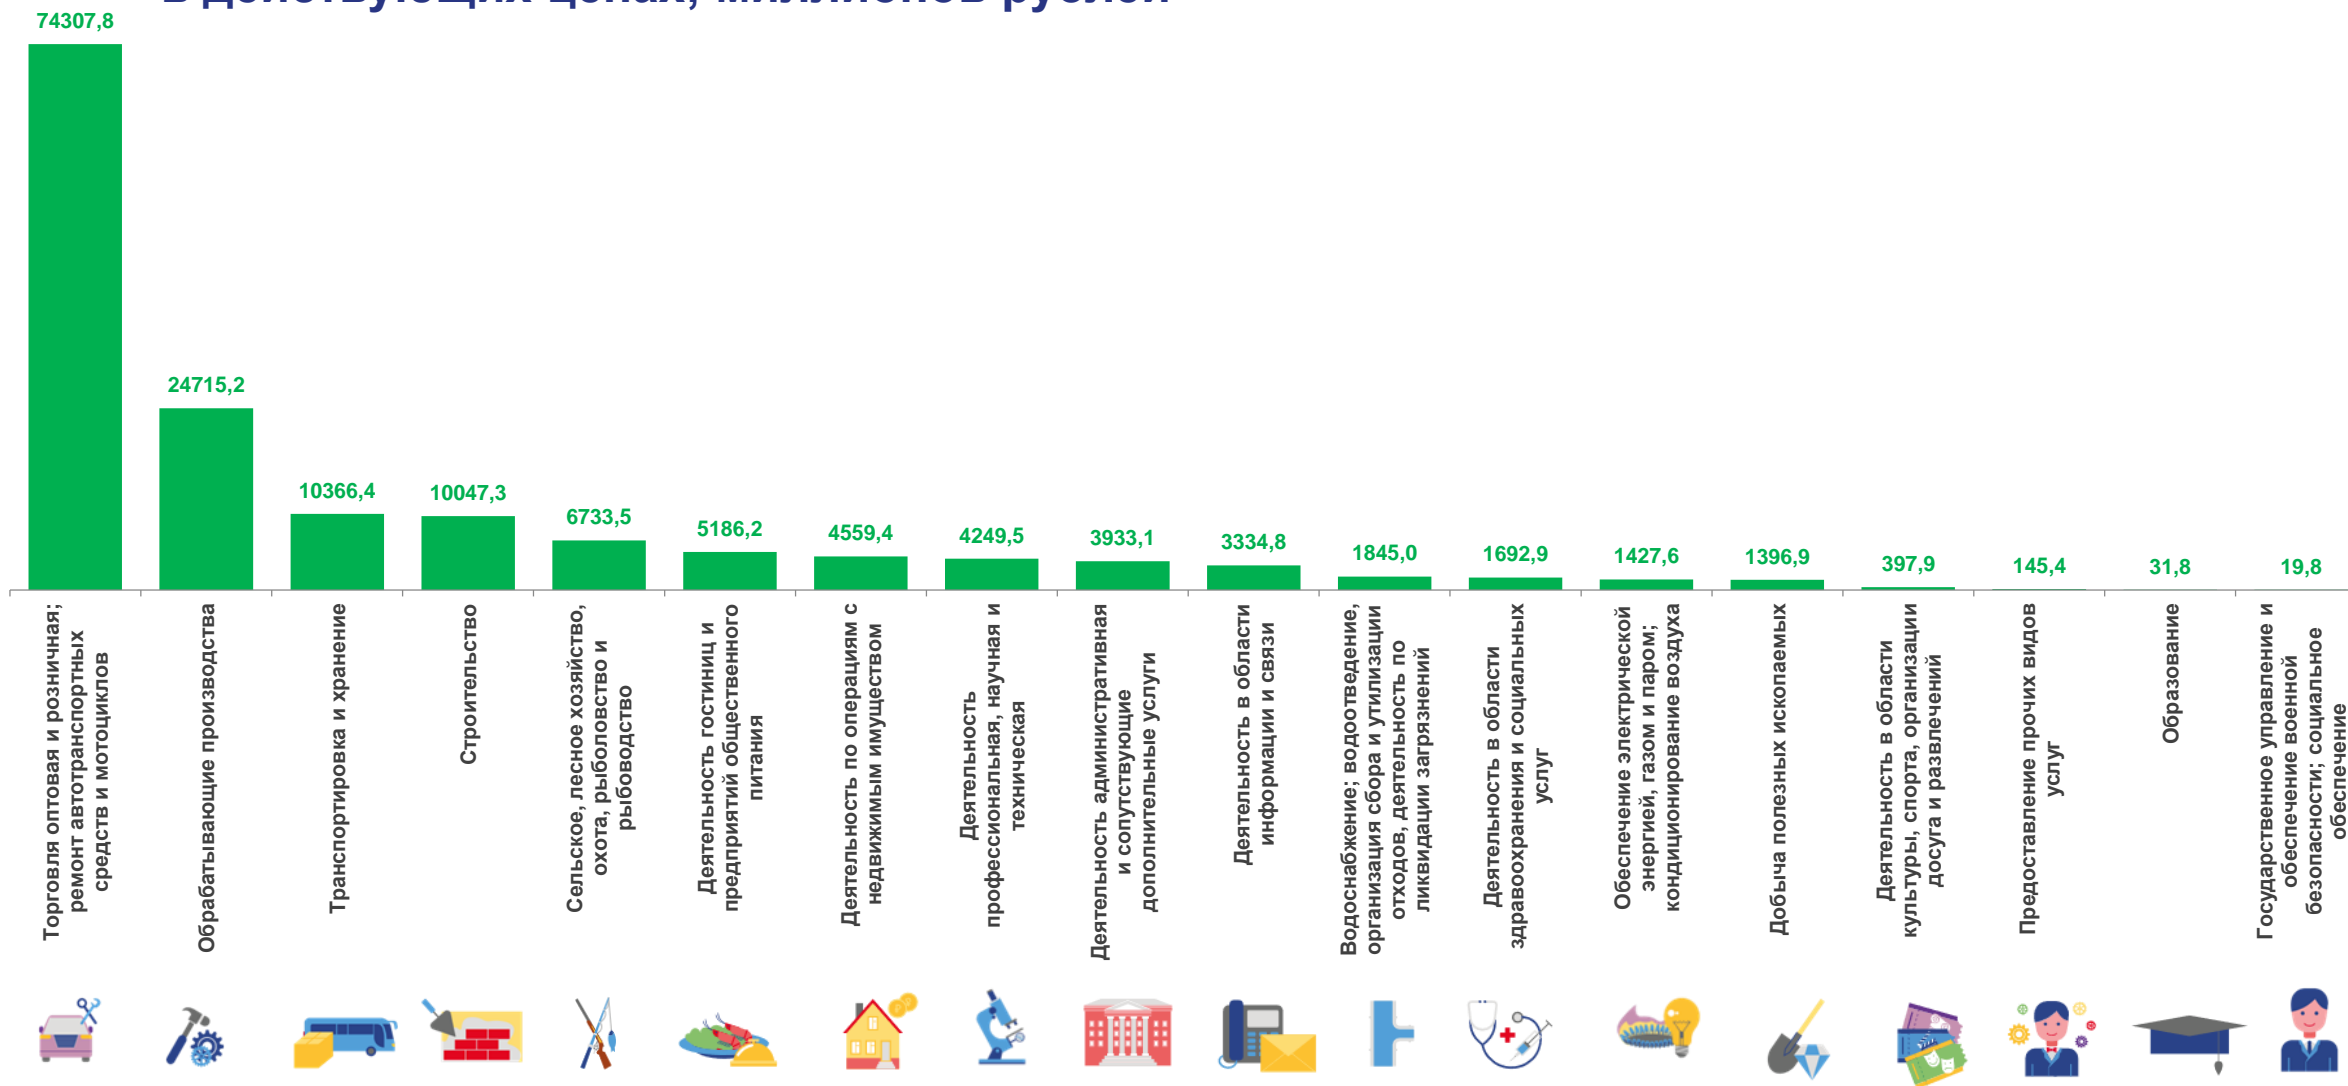 в действующих ценах, миллионов рублей
74307,8
24715,2
10366,4
10047,3
6733,5
5186,2
4559,4
4249,5
3933,1
3334,8
1845,0
1692,9
1427,6
1396,9
397,9
145,4
31,8
19,8
Торговля оптовая и розничная;
ремонт автотранспортных
средств и мотоциклов
Обрабатывающие производства
Транспортировка и хранение
Строительство
Сельское, лесное хозяйство,
охота, рыболовство и
рыбоводство
Деятельность гостиниц и
предприятий общественного
питания
Деятельность по операциям с
недвижимым имуществом
Деятельность
профессиональная, научная и
техническая
Деятельность административная
и сопутствующие
дополнительные услуги
Деятельность в области
информации и связи
Водоснабжение; водоотведение,
организация сбора и утилизации
отходов, деятельность по
ликвидации загрязнений
Деятельность в области
здравоохранения и социальных
услуг
Обеспечение электрической
энергией, газом и паром;
кондиционирование воздуха
Добыча полезных ископаемых
Деятельность в области
культуры, спорта, организации
досуга и развлечений
Предоставление прочих видов
услуг
Образование
Государственное управление и
обеспечение военной
безопасности; социальное
обеспечение